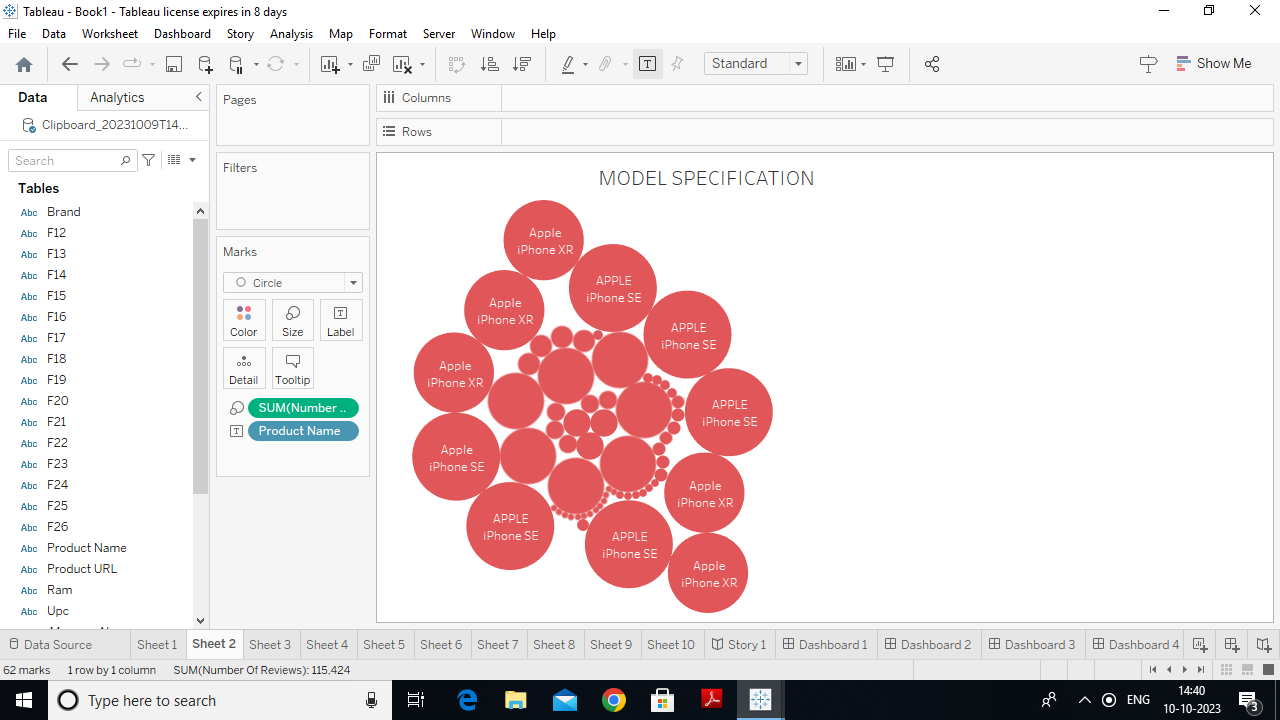 Tableau - Book1 - Tableau license expires in 8 days
File Data Worksheet Dashboard Story Analysis Map Format Server Window Help
Standard
Show Me
Data Analytics
Clipboard_20231009T14...
Search
Tables
Abc Brand
Abc F12
Abc F13
Abc F14
Abc F15
Abc F16
Abc F17
Abc F18
Abc F19
Abc F20
Abc F21
Abc F22
Abc F23
Abc F24
Abc F25
Abc F26
Abc Product Name
Abc Product URL
Abc Ram
Abc Upc
Pages
Filters
Marks
Circle
Color Size Label
Detail Tooltip
SUM(Number ..
Product Name
Columns
Rows
MODEL SPECIFICATION
Apple
iPhone XR
APPLE
iPhone SE
Apple
iPhone XR
APPLE
iPhone SE
Apple
iPhone XR
APPLE
iPhone SE
Apple
iPhone SE
Apple
iPhone XR
APPLE
iPhone SE
APPLE
iPhone SE
Apple
iPhone XR
Data Source Sheet 1 Sheet 2 Sheet 3 Sheet 4 Sheet 5 Sheet 6 Sheet 7 Sheet 8 Sheet 9 Sheet 10 Story 1 Dashboard 1 Dashboard 2 Dashboard 3 Dashboard 4
62 marks 1 row by 1 column SUM(Number Of Reviews): 115,424
Type here to search
ENG
14:40
10-10-2023
3